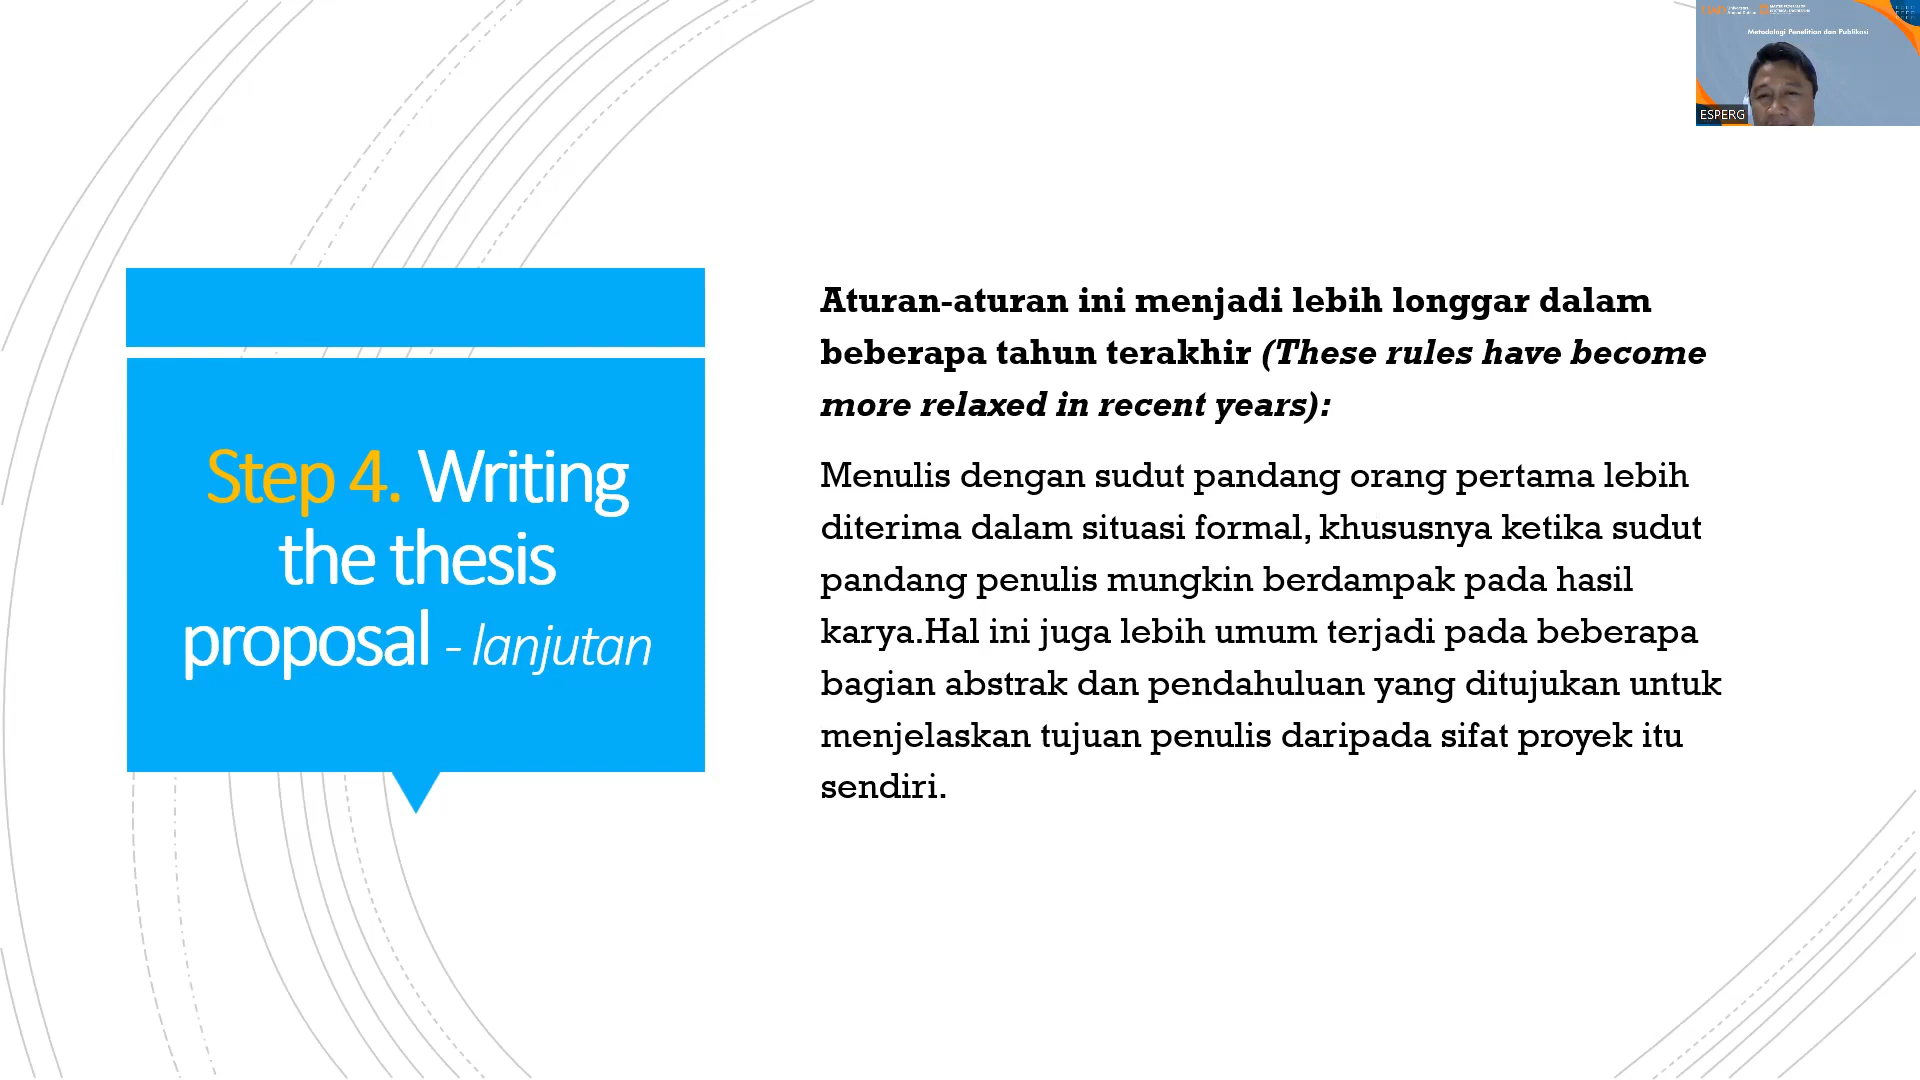 Metodologi Penelitian dan Publikasi
ESPERG
Step 4. Writing
the thesis
proposal - lanjutan
Aturan-aturan ini menjadi lebih longgar dalam
beberapa tahun terakhir (These rules have become
more relaxed in recent years):
Menulis dengan sudut pandang orang pertama lebih
diterima dalam situasi formal, khususnya ketika sudut
pandang penulis mungkin berdampak pada hasil
karya.Hal ini juga lebih umum terjadi pada beberapa
bagian abstrak dan pendahuluan yang ditujukan untuk
menjelaskan tujuan penulis daripada sifat proyek itu
sendiri.